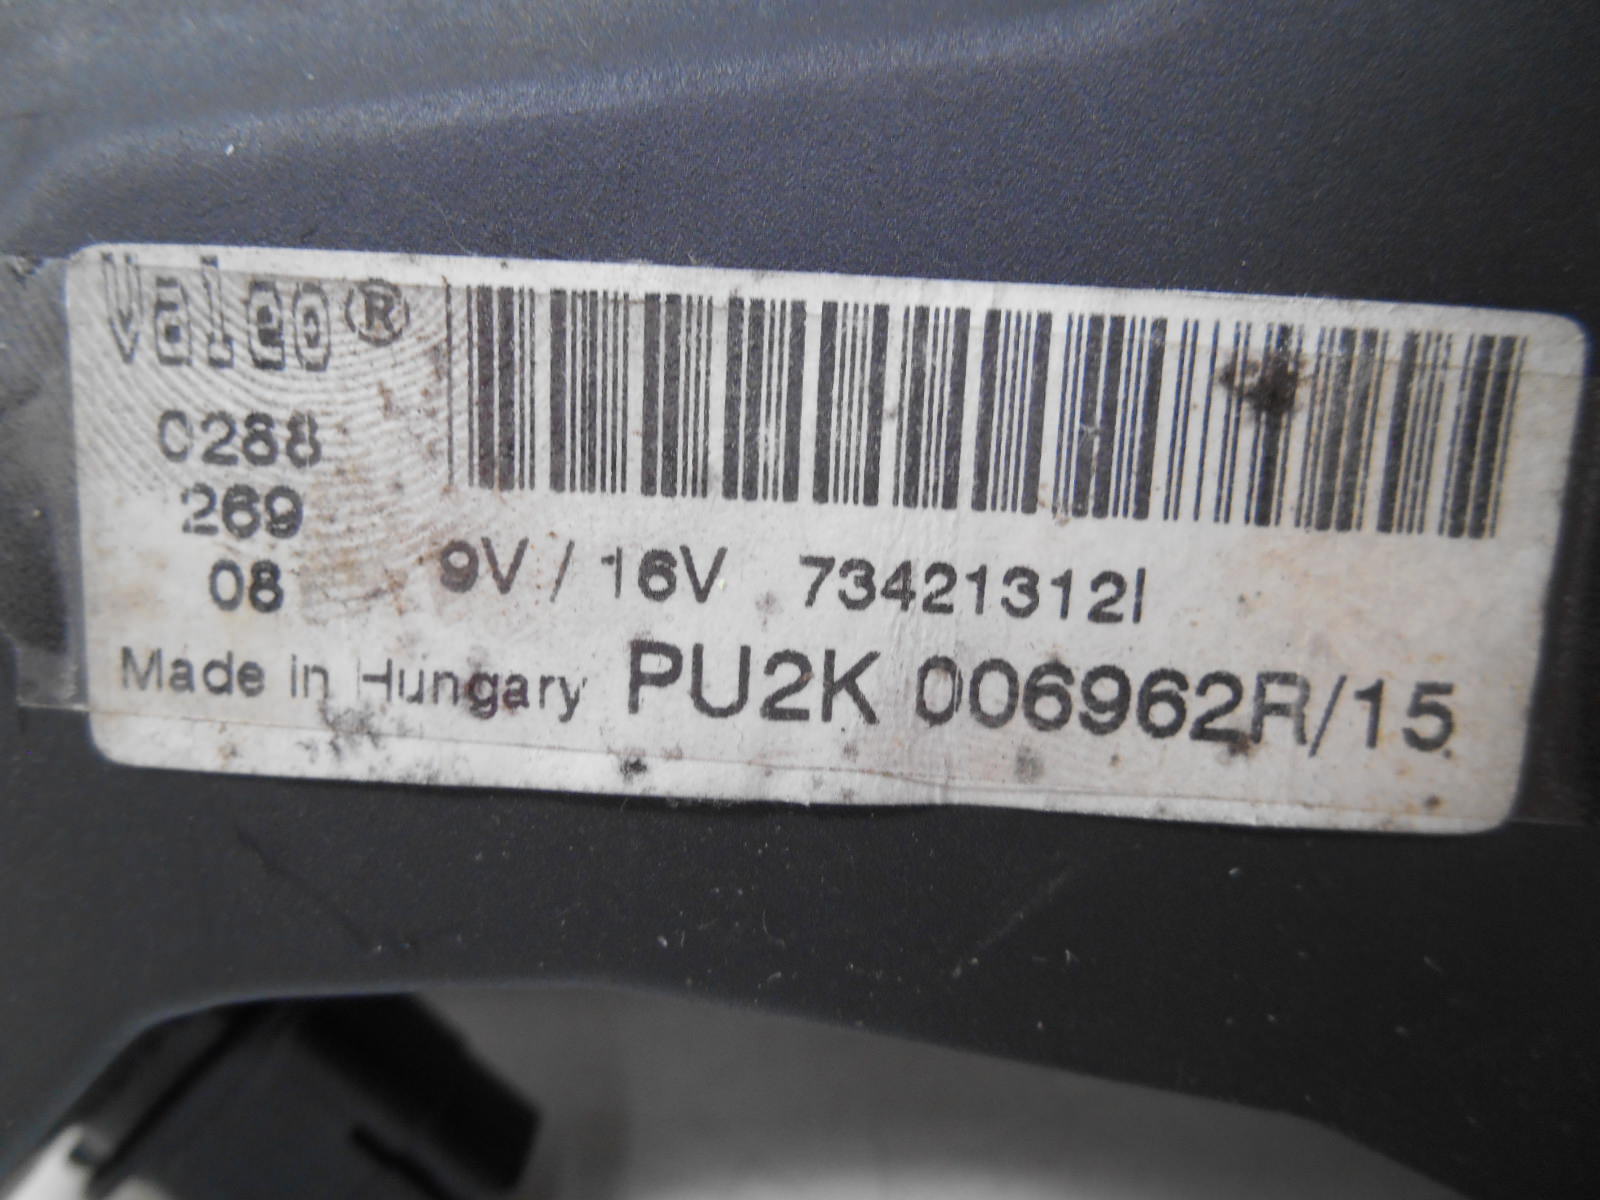 Valeo®
0288
269
08
9V / 16V 73421312I
Made in Hungary PU2K 006962R/15